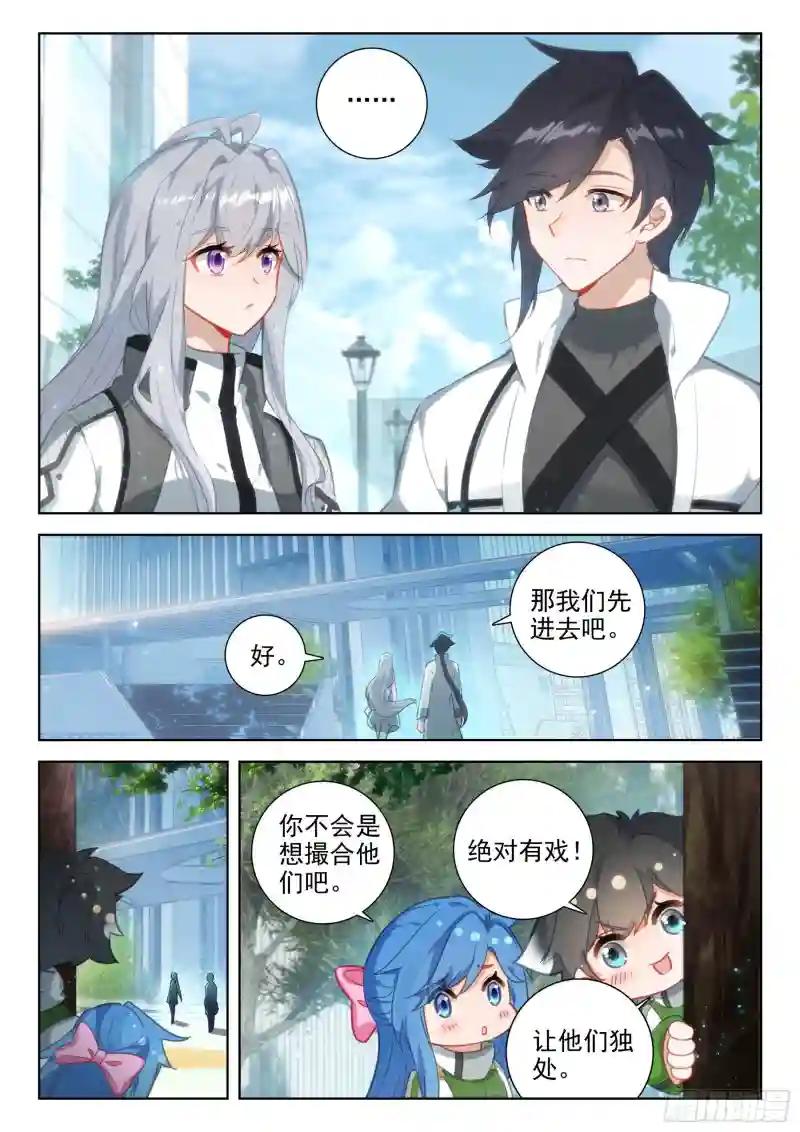 ……
那我们先
进去吧。
好。
你不会是
想撮合他
们吧。
绝对有戏！
让他们独
处。